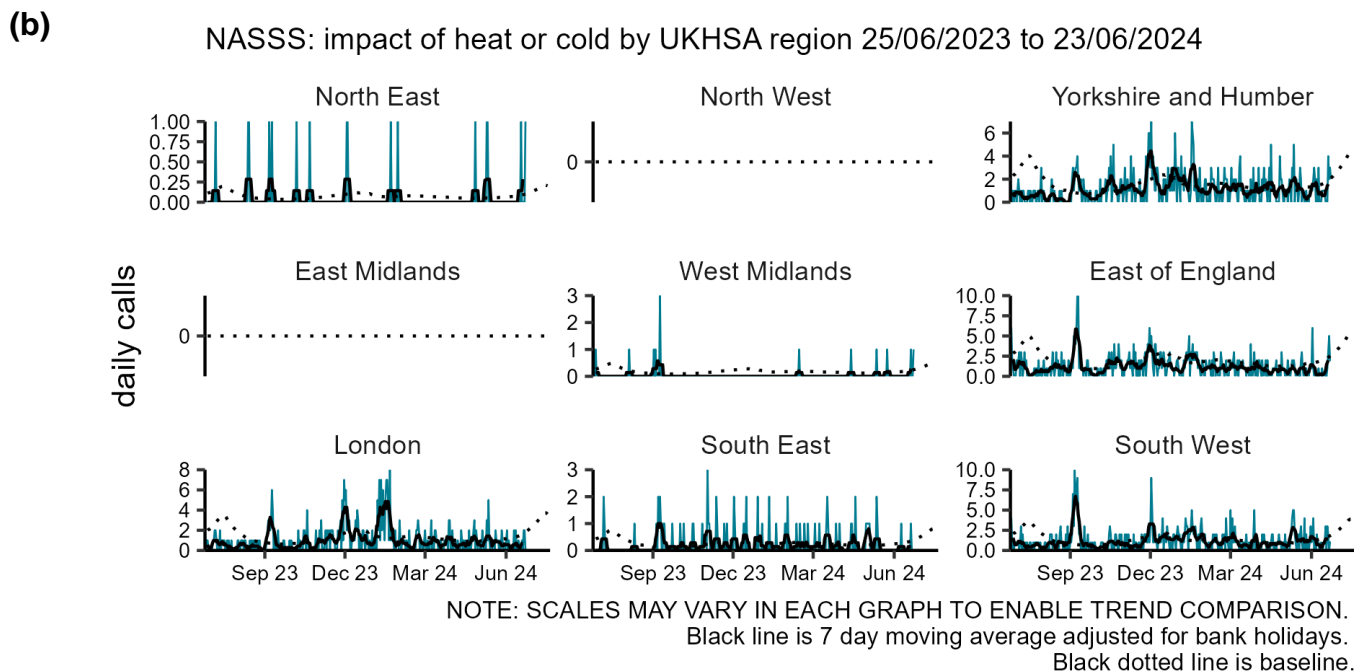 (b)
NASSS: impact of heat or cold by UKHSA region 25/06/2023 to 23/06/2024
daily calls
North East
1.00
0.75
0.50
0.25
0.00
North West
0
Yorkshire and Humber
6
4
2
0
East Midlands
0
West Midlands
3
2
1
0
East of England
10.0
7.5
5.0
2.5
0.0
London
8
6
4
2
0
Sep 23 Dec 23 Mar 24 Jun 24
South East
3
2
1
0
Sep 23 Dec 23 Mar 24 Jun 24
South West
10.0
7.5
5.0
2.5
0.0
Sep 23 Dec 23 Mar 24 Jun 24
NOTE: SCALES MAY VARY IN EACH GRAPH TO ENABLE TREND COMPARISON.
Black line is 7 day moving average adjusted for bank holidays.
Black dotted line is baseline.